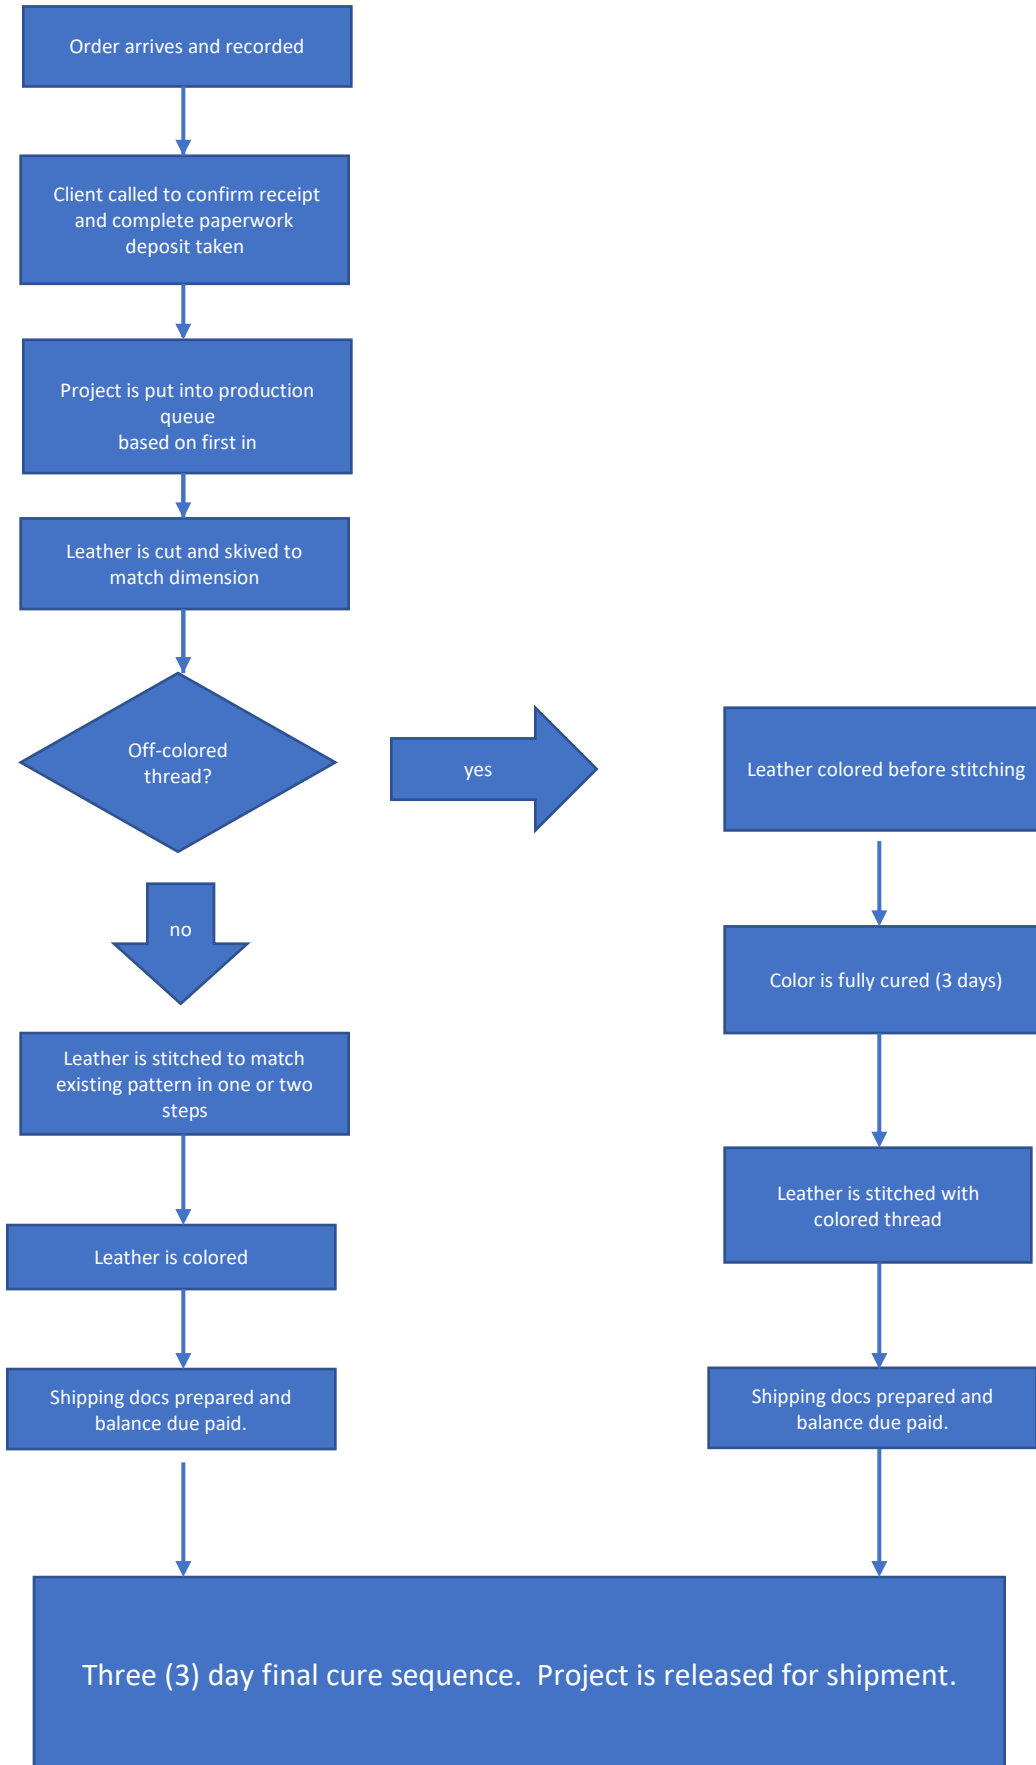 Order arrives and recorded
Client called to confirm receipt
and complete paperwork
deposit taken
Project is put into production
queue
based on first in
Leather is cut and skived to
match dimension
Off-colored
thread?
yes
Leather colored before stitching
no
Color is fully cured (3 days)
Leather is stitched to match
existing pattern in one or two
steps
Leather is stitched with
colored thread
Leather is colored
Shipping docs prepared and
balance due paid.
Shipping docs prepared and
balance due paid.
Three (3) day final cure sequence.  Project is released for shipment.